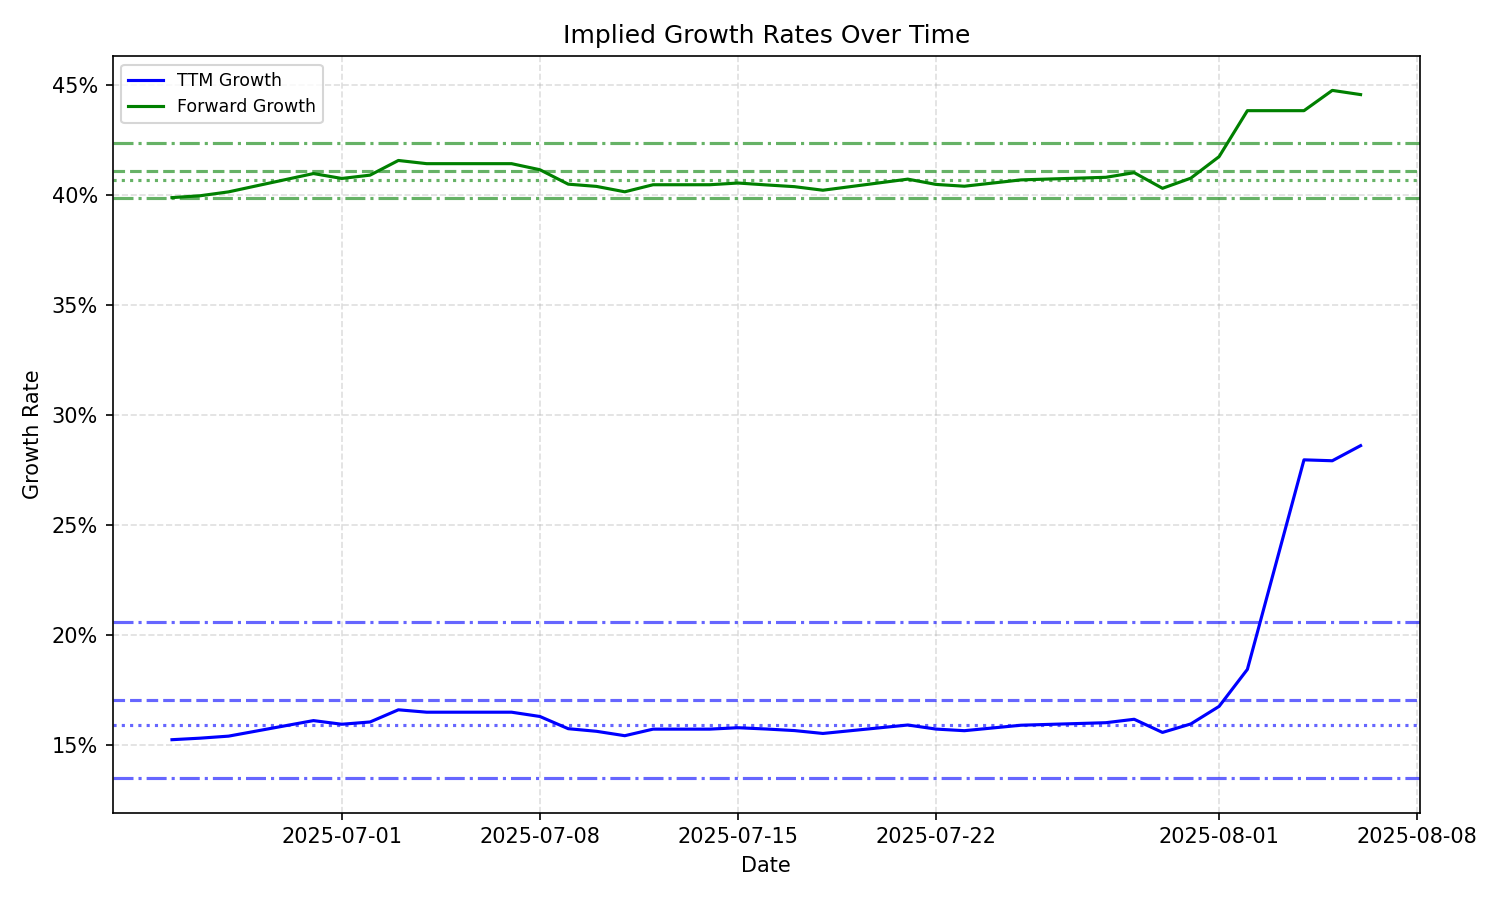 Implied Growth Rates Over Time
TTM Growth
Forward Growth
45%
40%
35%
30%
25%
20%
15%
Growth Rate
2025-07-01
2025-07-08
2025-07-15
2025-07-22
2025-08-01
2025-08-08
Date